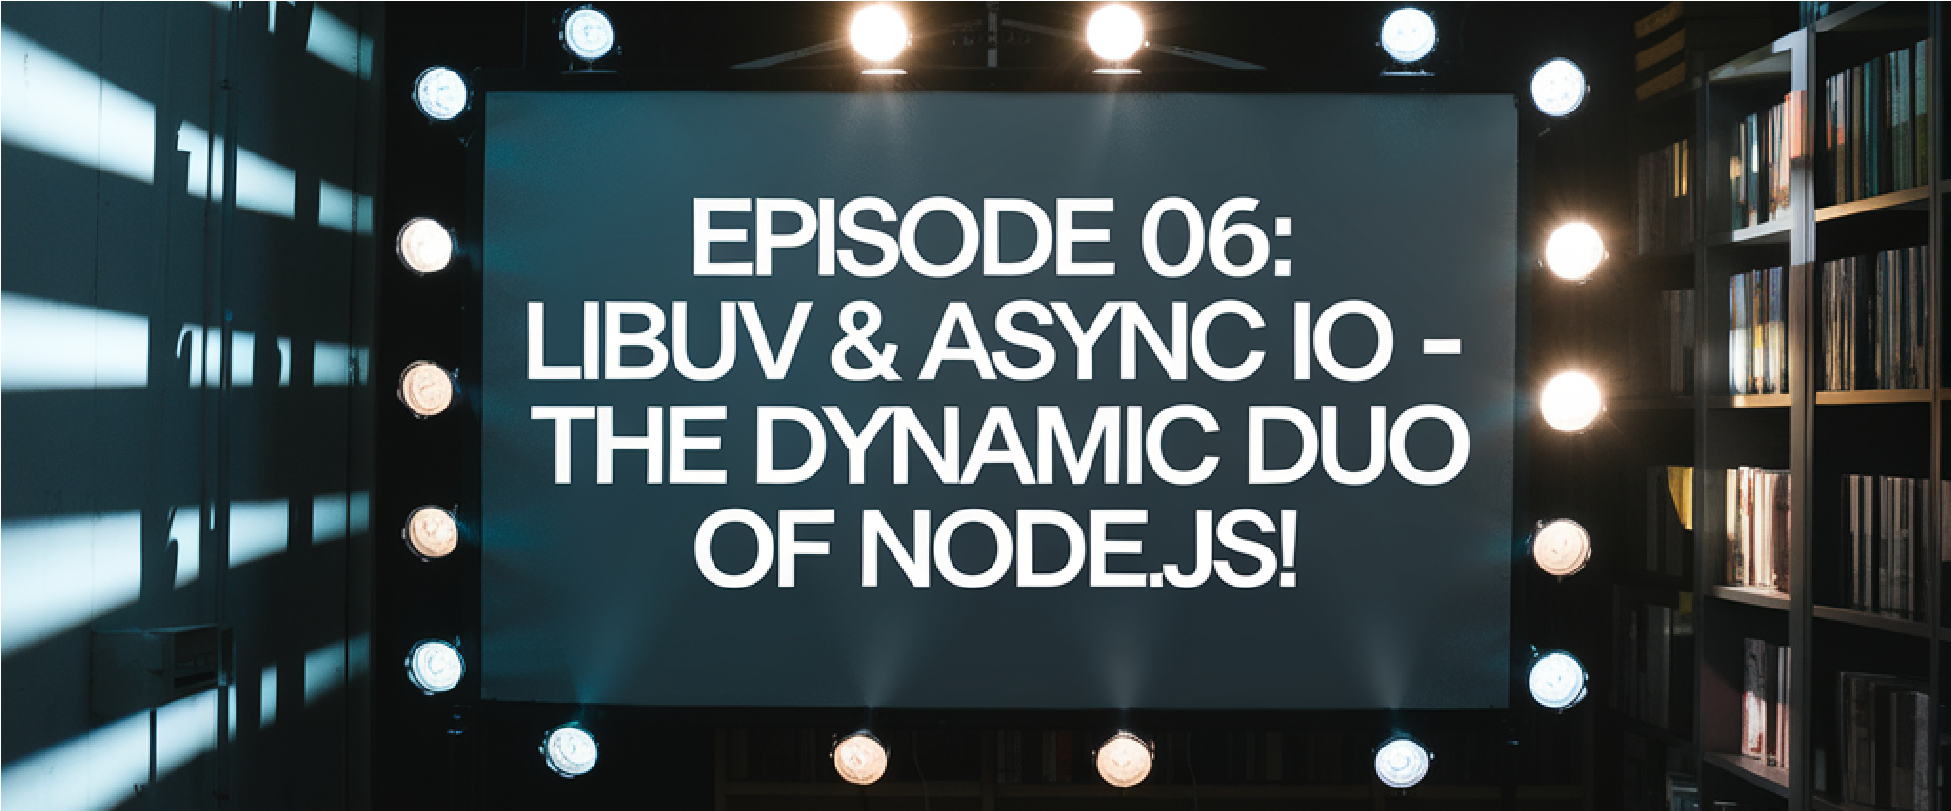 EPISODE 06:
LIBUV & ASYNC IO -
THE DYNAMIC DUO
OF NODE.JS!